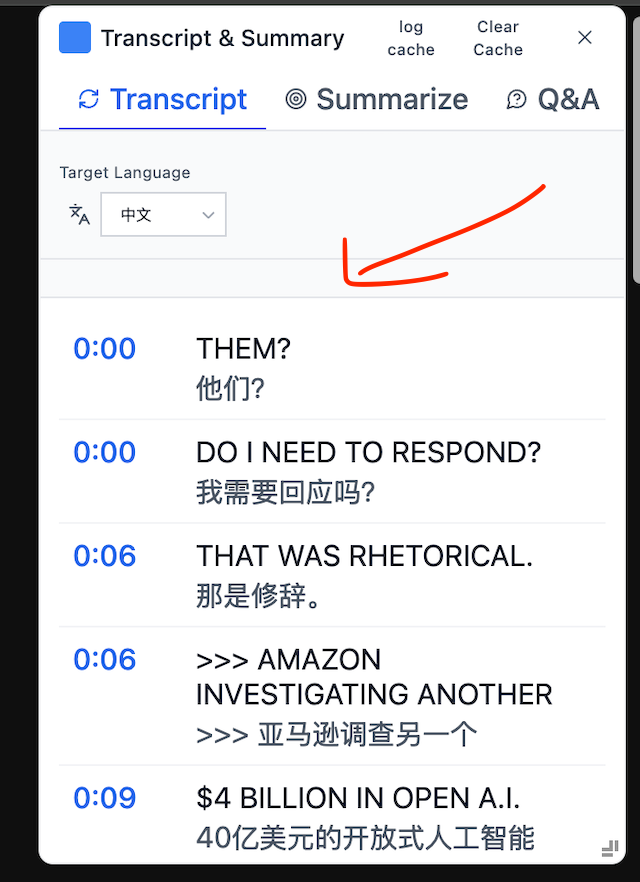 Transcript & Summary
log
cache
Clear
Cache
Transcript
Summarize
Q&A
Target Language
中文
0:00
THEM?
他们?
0:00
DO I NEED TO RESPOND?
我需要回应吗?
0:06
THAT WAS RHETORICAL.
那是修辞。
0:06
>>> AMAZON
INVESTIGATING ANOTHER
>>> 亚马逊调查另一个
0:09
$4 BILLION IN OPEN A.I.
40亿美元的开放式人工智能